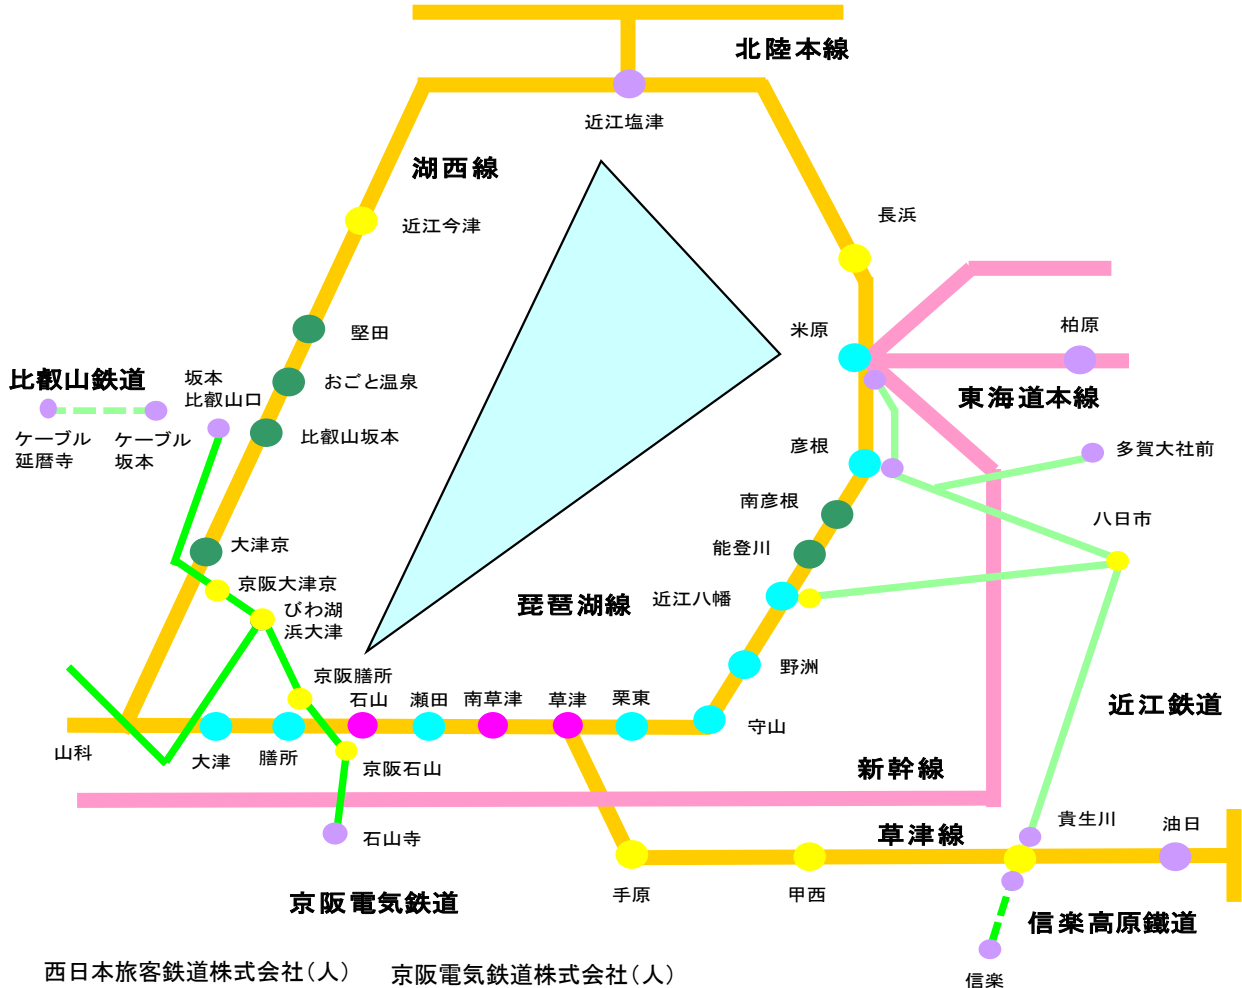 北陸本線
近江塩津
湖西線
近江今津
長浜
米原
柏原
堅田
比叡山鉄道
坂本
比叡山口
おごと温泉
東海道本線
ケーブル
延暦寺
ケーブル
坂本
比叡山坂本
彦根
多賀大社前
南彦根
八日市
大津京
能登川
京阪大津京
びわ湖
浜大津
琵琶湖線
近江八幡
京阪膳所
野洲
石山
瀬田
南草津
草津
栗東
近江鉄道
守山
山科
大津
膳所
京阪石山
新幹線
石山寺
草津線
貴生川
油日
京阪電気鉄道
手原
甲西
信楽高原鐵道
西日本旅客鉄道株式会社(人)
京阪電気鉄道株式会社(人)
信楽